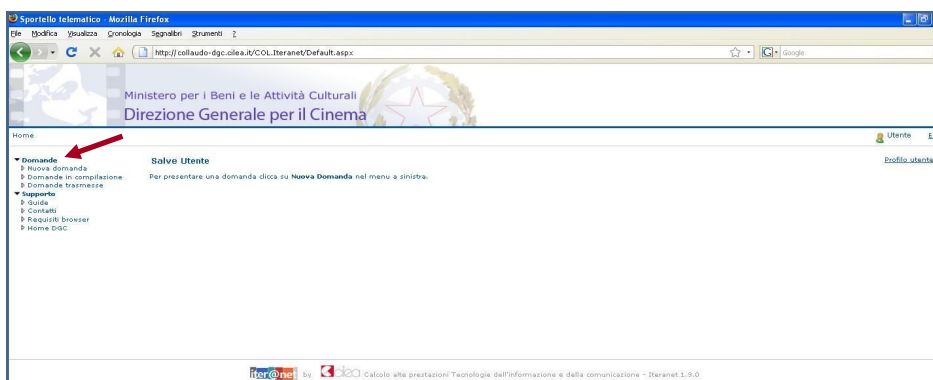 Sportello telematico - Mozilla Firefox
File Modifica Visualizza Cronologia Segnalibri Strumenti ?
http://collaudo-dgc.cilea.it/COL.Iteranet/Default.aspx
Google
Ministero per i Beni e le Attività Culturali
Direzione Generale per il Cinema
Home
Utente
E
Domande
Nuova domanda
Domande in compilazione
Domande trasmesse
Supporto
Guide
Contatti
Requisiti browser
Home DGC
Salve Utente
Profilo utente
Per presentare una domanda clicca su Nuova Domanda nel menu a sinistra.
iter@net by cilea Calcolo alte prestazioni Tecnologie dell'informazione e della comunicazione - Iteranet 1.9.0